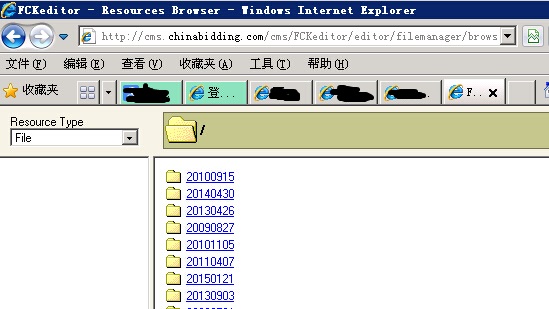 FCKeditor - Resources Browser - Windows Internet Explorer
http://cms.chinabidding.com/cms/FCKeditor/editor/filemanager/brows
文件(F) 编辑(E) 查看(V) 收藏夹(A) 工具(T) 帮助(H)
收藏夹 登... F..
Resource Type
File
/
20100915
20140430
20130426
20090827
20101105
20110407
20150121
20130903